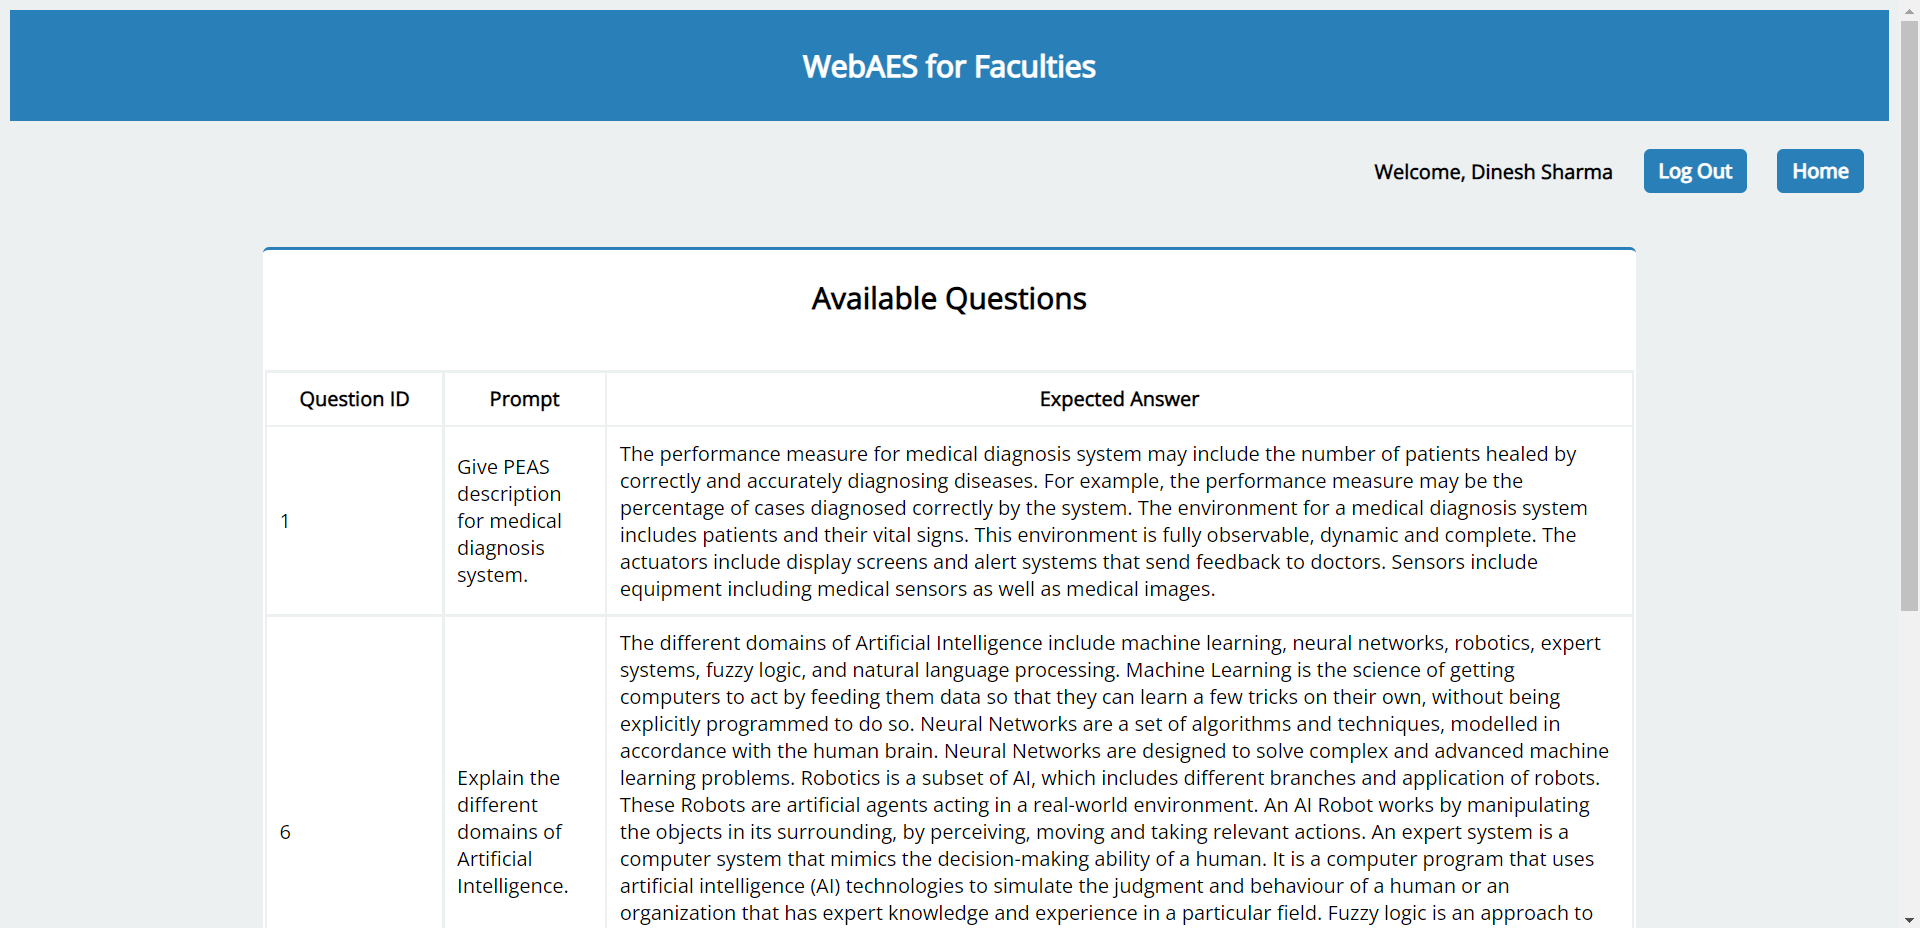 WebAES for Faculties
Welcome, Dinesh Sharma
Log Out
Home
Available Questions
Question ID
Prompt
Expected Answer
1
Give PEAS
description
for medical
diagnosis
system.
The performance measure for medical diagnosis system may include the number of patients healed by
correctly and accurately diagnosing diseases. For example, the performance measure may be the
percentage of cases diagnosed correctly by the system. The environment for a medical diagnosis system
includes patients and their vital signs. This environment is fully observable, dynamic and complete. The
actuators include display screens and alert systems that send feedback to doctors. Sensors include
equipment including medical sensors as well as medical images.
6
Explain the
different
domains of
Artificial
Intelligence.
The different domains of Artificial Intelligence include machine learning, neural networks, robotics, expert
systems, fuzzy logic, and natural language processing. Machine Learning is the science of getting
computers to act by feeding them data so that they can learn a few tricks on their own, without being
explicitly programmed to do so. Neural Networks are a set of algorithms and techniques, modelled in
accordance with the human brain. Neural Networks are designed to solve complex and advanced machine
learning problems. Robotics is a subset of AI, which includes different branches and application of robots.
These Robots are artificial agents acting in a real-world environment. An AI Robot works by manipulating
the objects in its surrounding, by perceiving, moving and taking relevant actions. An expert system is a
computer system that mimics the decision-making ability of a human. It is a computer program that uses
artificial intelligence (AI) technologies to simulate the judgment and behaviour of a human or an
organization that has expert knowledge and experience in a particular field. Fuzzy logic is an approach to